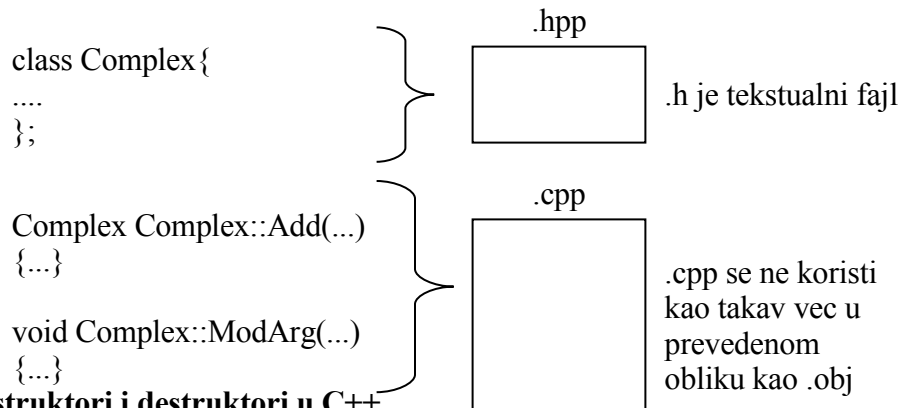 .hpp
class Complex{
....
};
.h je tekstualni fajl
.cpp
Complex Complex::Add(...)
{...}
void Complex::ModArg(...)
{...}
.cpp se ne koristi
kao takav vec u
prevedenom
obliku kao .obj
i destruktori u C++